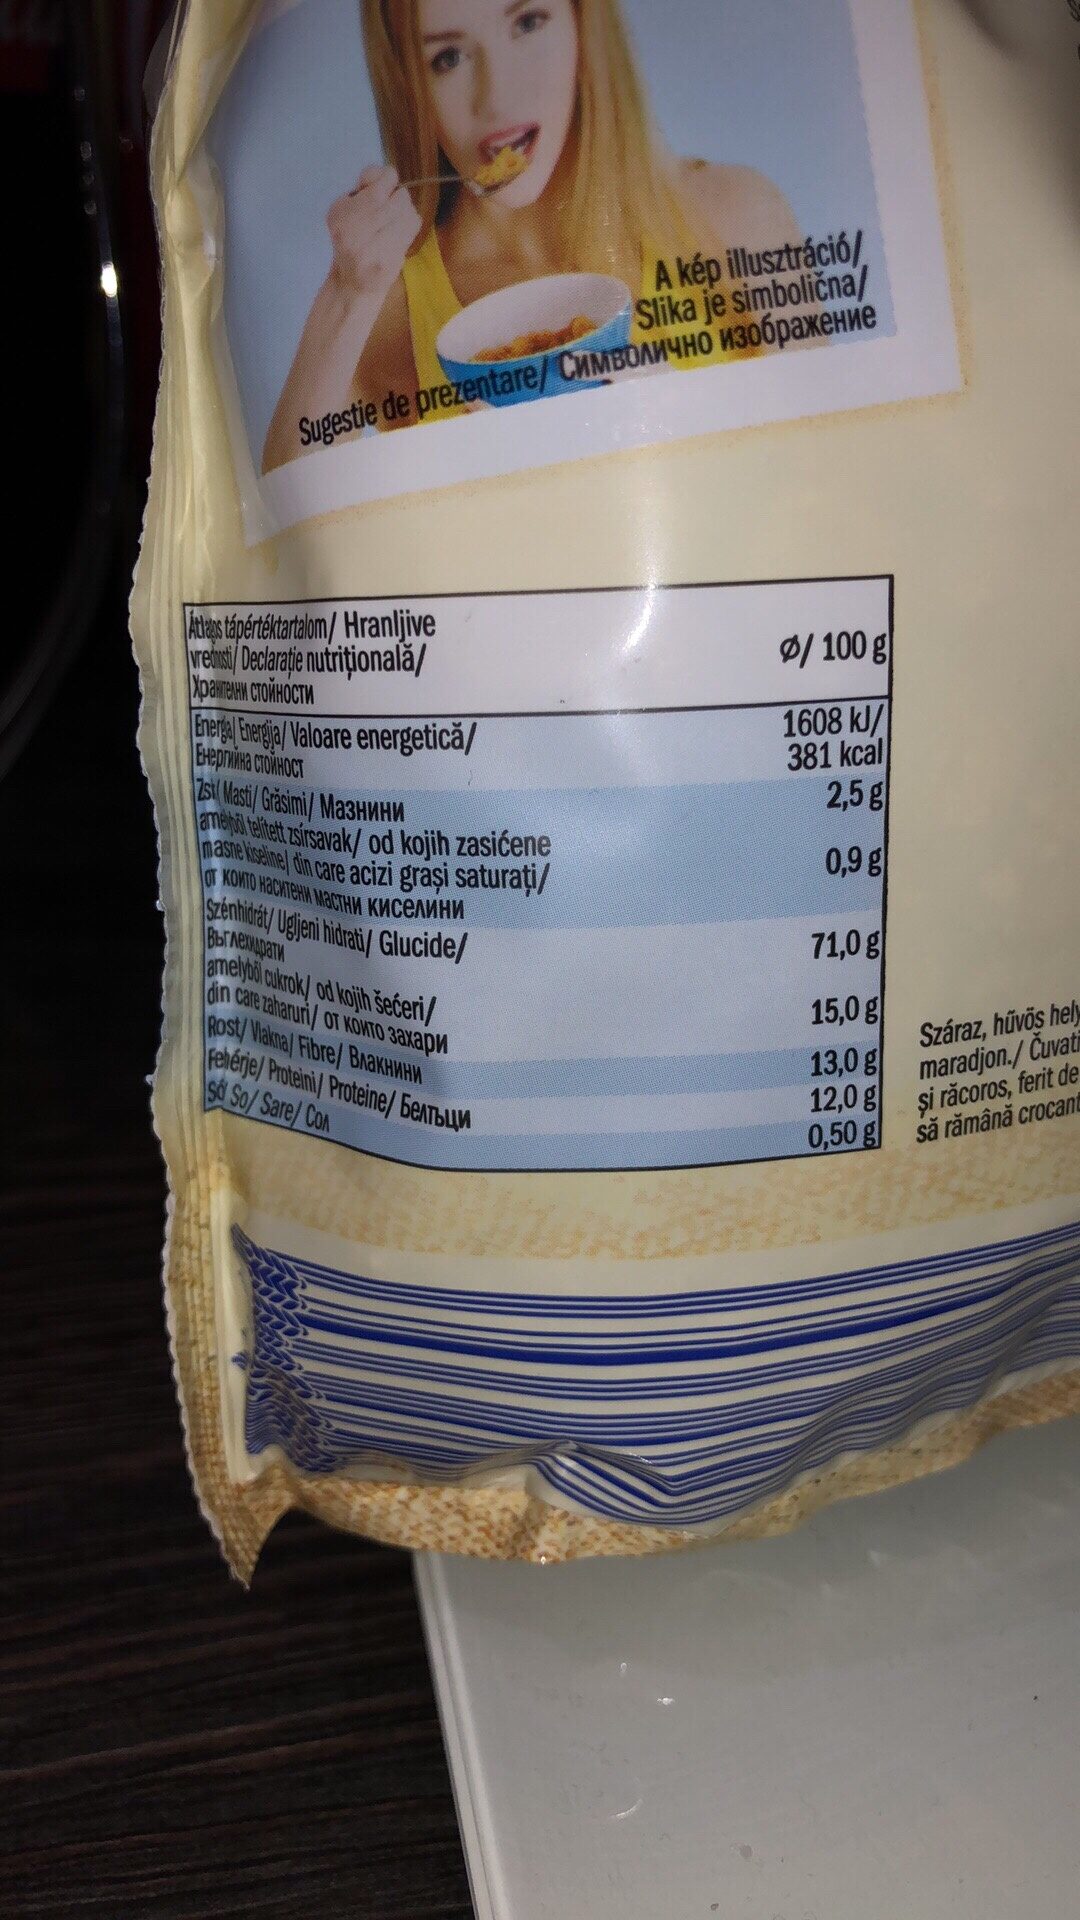 A kép illusztráció/
Slika je simbolična/
Sugestie de prezentare/ Символично изображение
Átlagos tápértéktartalom/ Hranljive
vrednosti/ Declarație nutrițională/
Хранителни стойности
Ø/ 100 g
Energia/ Energija/ Valoare energetică/
Енергийна стойност
1608 kJ/
381 kcal
Zsír/ Masti/ Grăsimi/ Мазнини
2,5 g
amelyből telített zsírsavak/ od kojih zasićene
masne kiseline/ din care acizi grași saturați/
от които наситени мастни киселини
0,9 g
Szénhidrát/ Ugljeni hidrati/ Glucide/
Въглехидрати
71,0 g
amelyből cukrok/ od kojih šećeri/
din care zaharuri/ от които захари
15,0 g
Rost/ Vlakna/ Fibre/ Влакнини
13,0 g
Fehérje/ Proteini/ Proteine/ Белтъци
12,0 g
Só/ So/ Sare/ Сол
0,50 g
Száraz, hűvös hely
maradjon./ Čuvati
și răcoros, ferit de
să rămână crocant